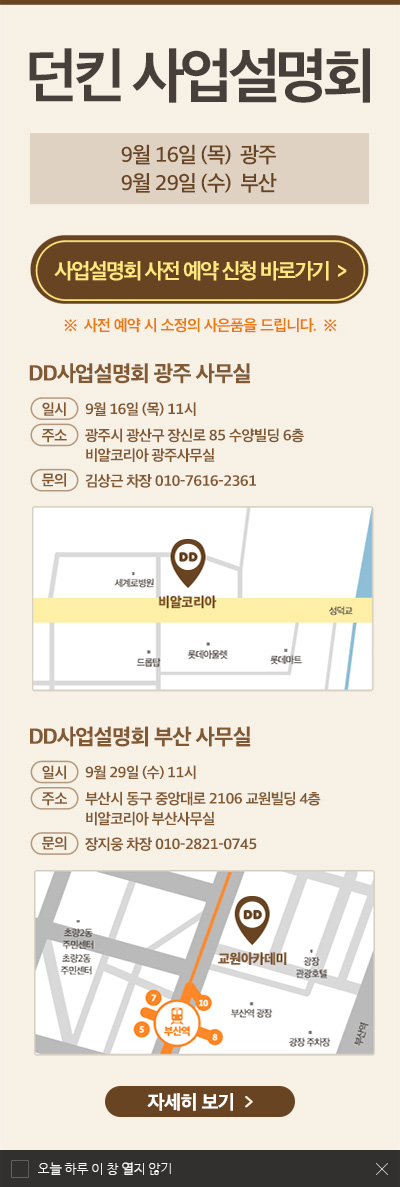 던킨 사업설명회
9월 16일 (목) 광주
9월 29일 (수) 부산
사업설명회 사전 예약 신청 바로가기 >
※ 사전 예약 시 소정의 사은품을 드립니다. ※
DD사업설명회 광주 사무실
일시 9월 16일 (목) 11시
주소 광주시 광산구 장신로 85 수양빌딩 6층
비알코리아 광주사무실
문의 김상근 차장 010-7616-2361
DD
세계로병원
비알코리아
성덕교
드롭탑
롯데아울렛
롯데마트
DD사업설명회 부산 사무실
일시 9월 29일 (수) 11시
주소 부산시 동구 중앙대로 2106 교원빌딩 4층
비알코리아 부산사무실
문의 장지웅 차장 010-2821-0745
DD
초량2동
주민센터
초량2동
주민센터
교원아카데미
광장
관광호텔
7
10
부산역
5
8
부산역 광장
광장 주차장
부산역
자세히 보기 >
오늘 하루 이 창 열지 않기